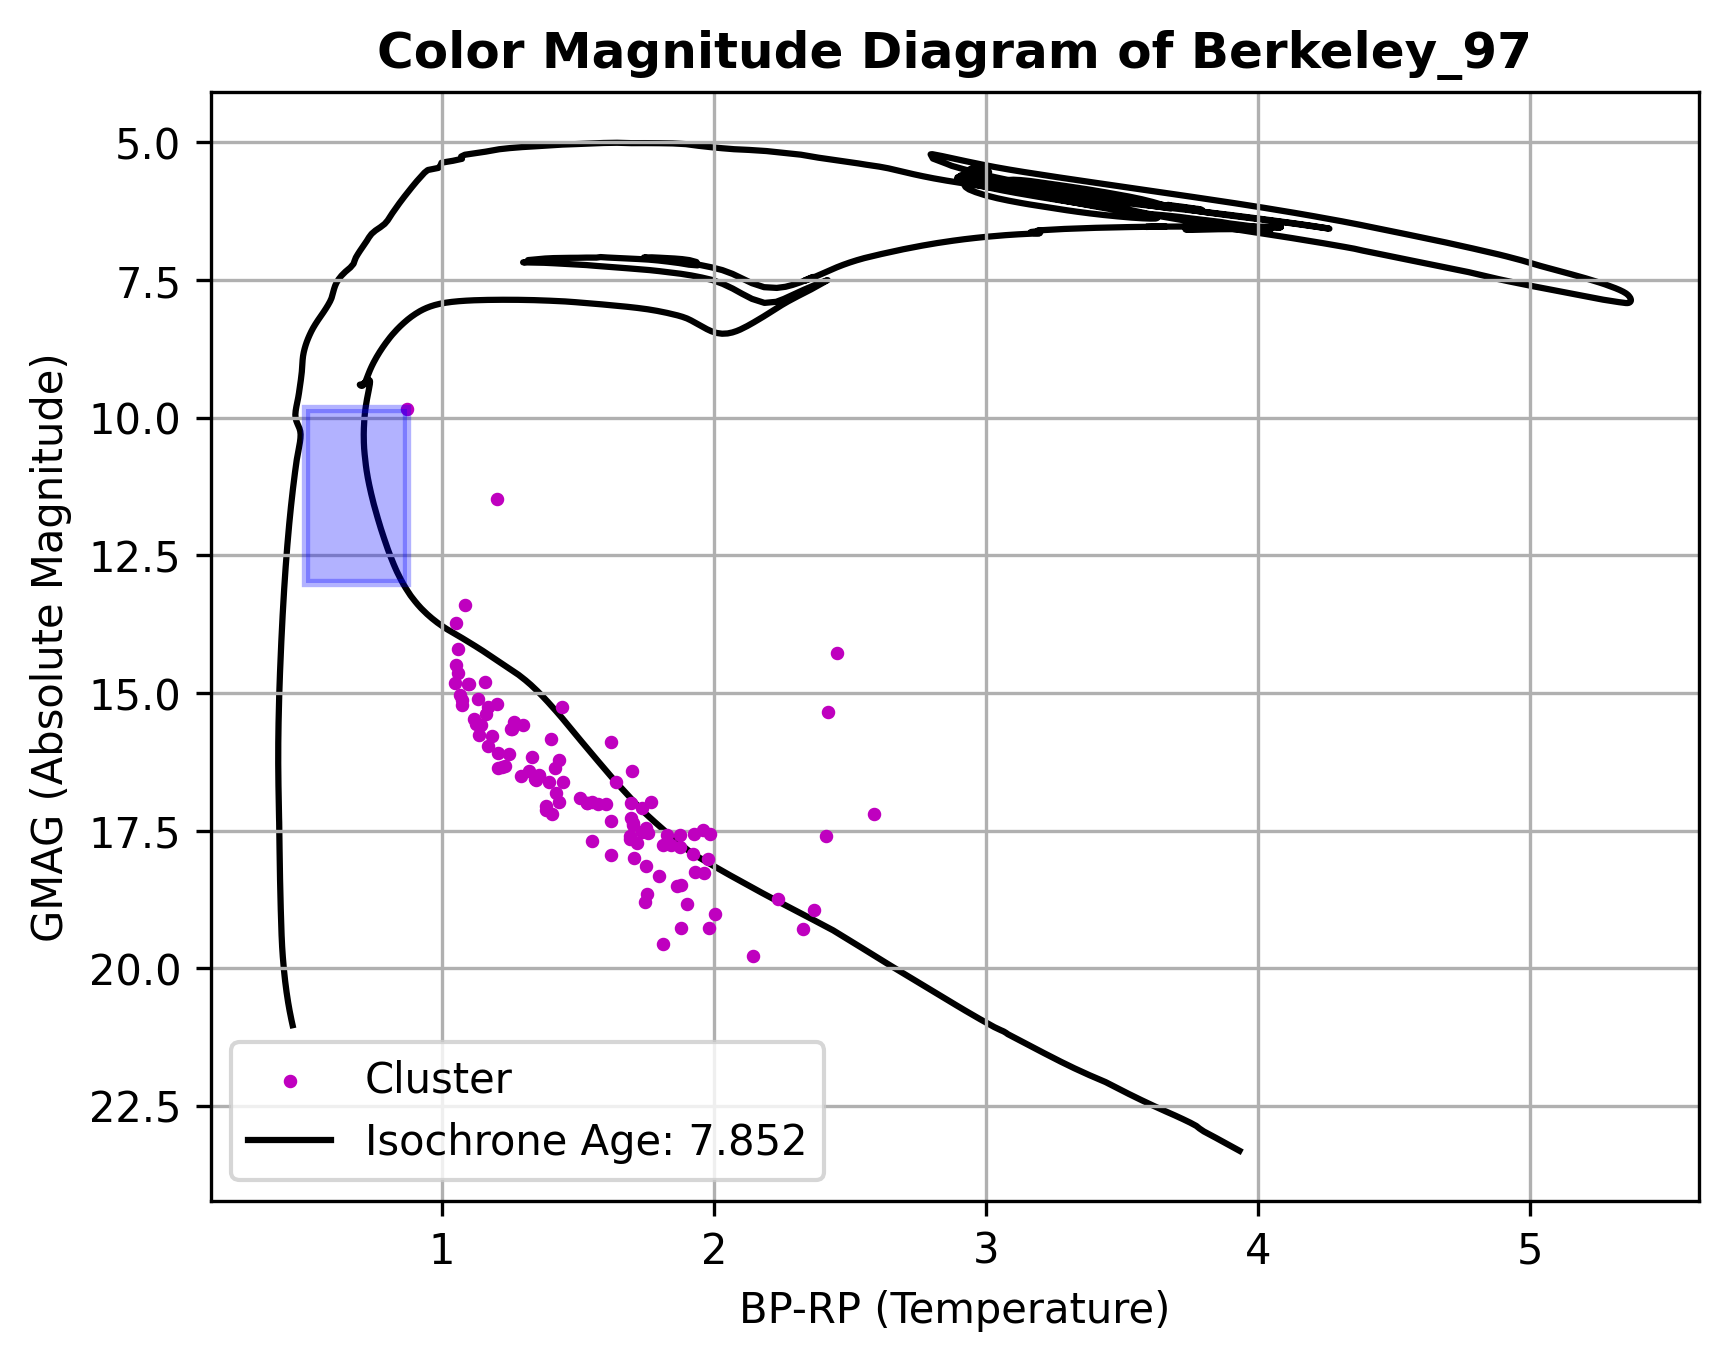 Color Magnitude Diagram of Berkeley_97
5.0
7.5
10.0
12.5
15.0
17.5
20.0
22.5
GMAG (Absolute Magnitude)
Cluster
Isochrone Age: 7.852
1 2 3 4 5
BP-RP (Temperature)